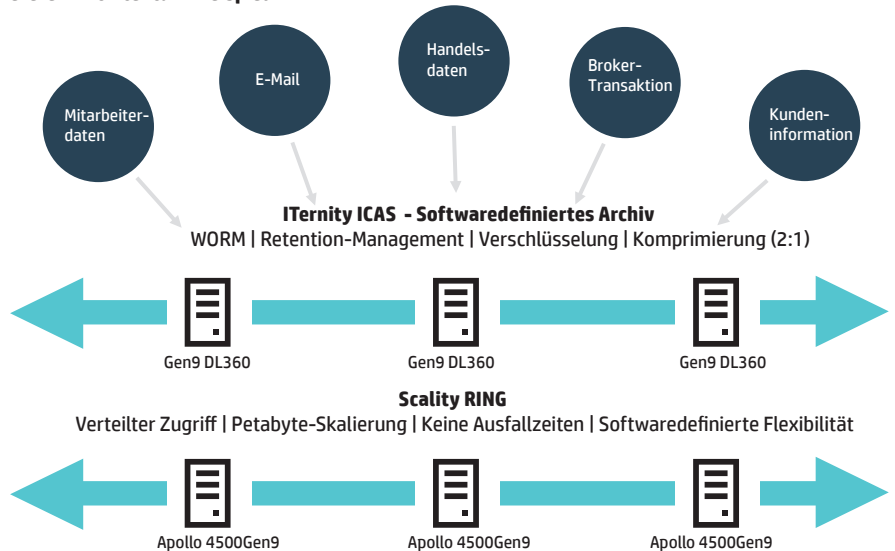 Mitarbeiter-
daten
E-Mail
Handels-
daten
Broker-
Transaktion
Kunden-
information
ITernity ICAS - Softwaredefiniertes Archiv
WORM | Retention-Management | Verschlüsselung | Komprimierung (2:1)
Gen9 DL360
Gen9 DL360
Gen9 DL360
Scality RING
Verteilter Zugriff | Petabyte-Skalierung | Keine Ausfallzeiten | Softwaredefinierte Flexibilität
Apollo 4500Gen9
Apollo 4500Gen9
Apollo 4500Gen9